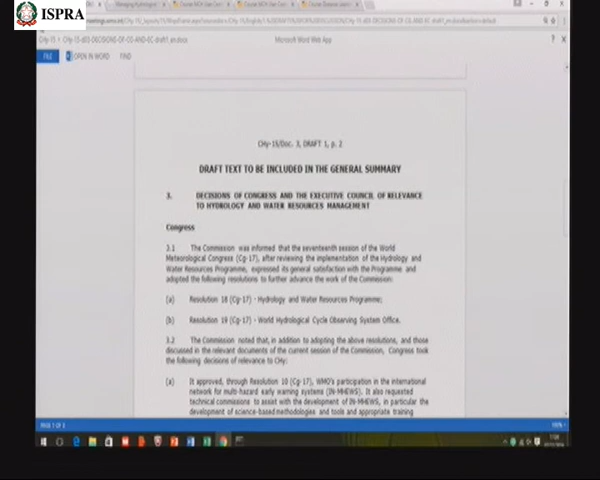 ISPRA
CHy-15-d03-DECISIONS-OF-CG-AND-EC-draft1_en.docx
Microsoft Word Web App
FILE OPEN IN WORD FIND
CHy-15/Doc. 3, DRAFT 1, p. 2
DRAFT TEXT TO BE INCLUDED IN THE GENERAL SUMMARY
3. DECISIONS OF CONGRESS AND THE EXECUTIVE COUNCIL OF RELEVANCE
TO HYDROLOGY AND WATER RESOURCES MANAGEMENT
Congress
3.1 The Commission was informed that the seventeenth session of the World
Meteorological Congress (Cg-17), after reviewing the implementation of the Hydrology and
Water Resources Programme, expressed its general satisfaction with the Programme and
adopted the following resolutions to further advance the work of the Commission:
(a) Resolution 18 (Cg-17) - Hydrology and Water Resources Programme;
(b) Resolution 19 (Cg-17) - World Hydrological Cycle Observing System Office.
3.2 The Commission noted that, in addition to adopting the above resolutions, and those
discussed in the relevant documents of the current session of the Commission, Congress took
the following decisions of relevance to CHy:
(a) It approved, through Resolution 10 (Cg-17), WMO's participation in the international
network for multi-hazard early warning systems (IN-MHEWS). It also requested
technical commissions to assist with the development of IN-MHEWS, in particular the
development of science-based methodologies and tools and appropriate training